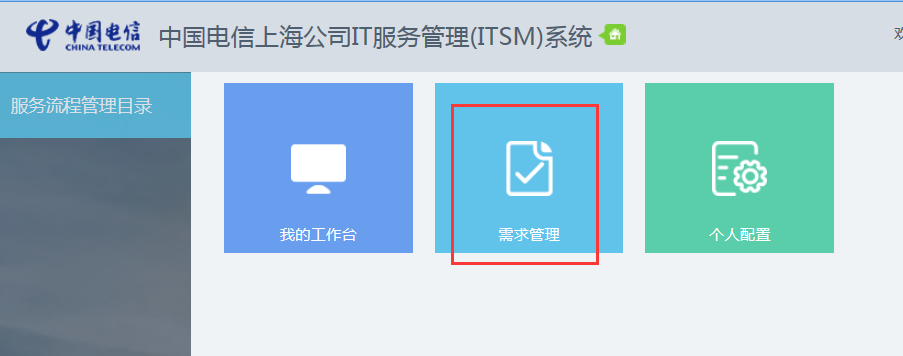 中国电信
CHINA TELECOM
中国电信上海公司IT服务管理(ITSM)系统
服务流程管理目录
我的工作台
需求管理
个人配置